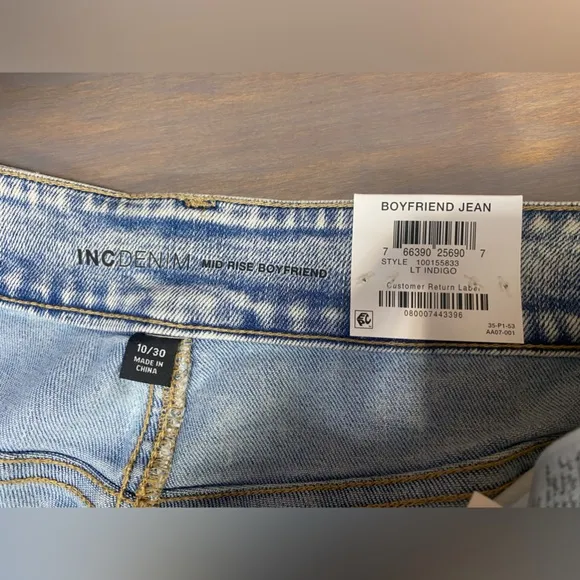 INCDENIM MID RISE BOYFRIEND
10/30
MADE IN
CHINA
BOYFRIEND JEAN
7 66390 25690 7
STYLE 100155833
LT INDIGO
Customer Return Label
080007443396
35-P1-53
AA07-001